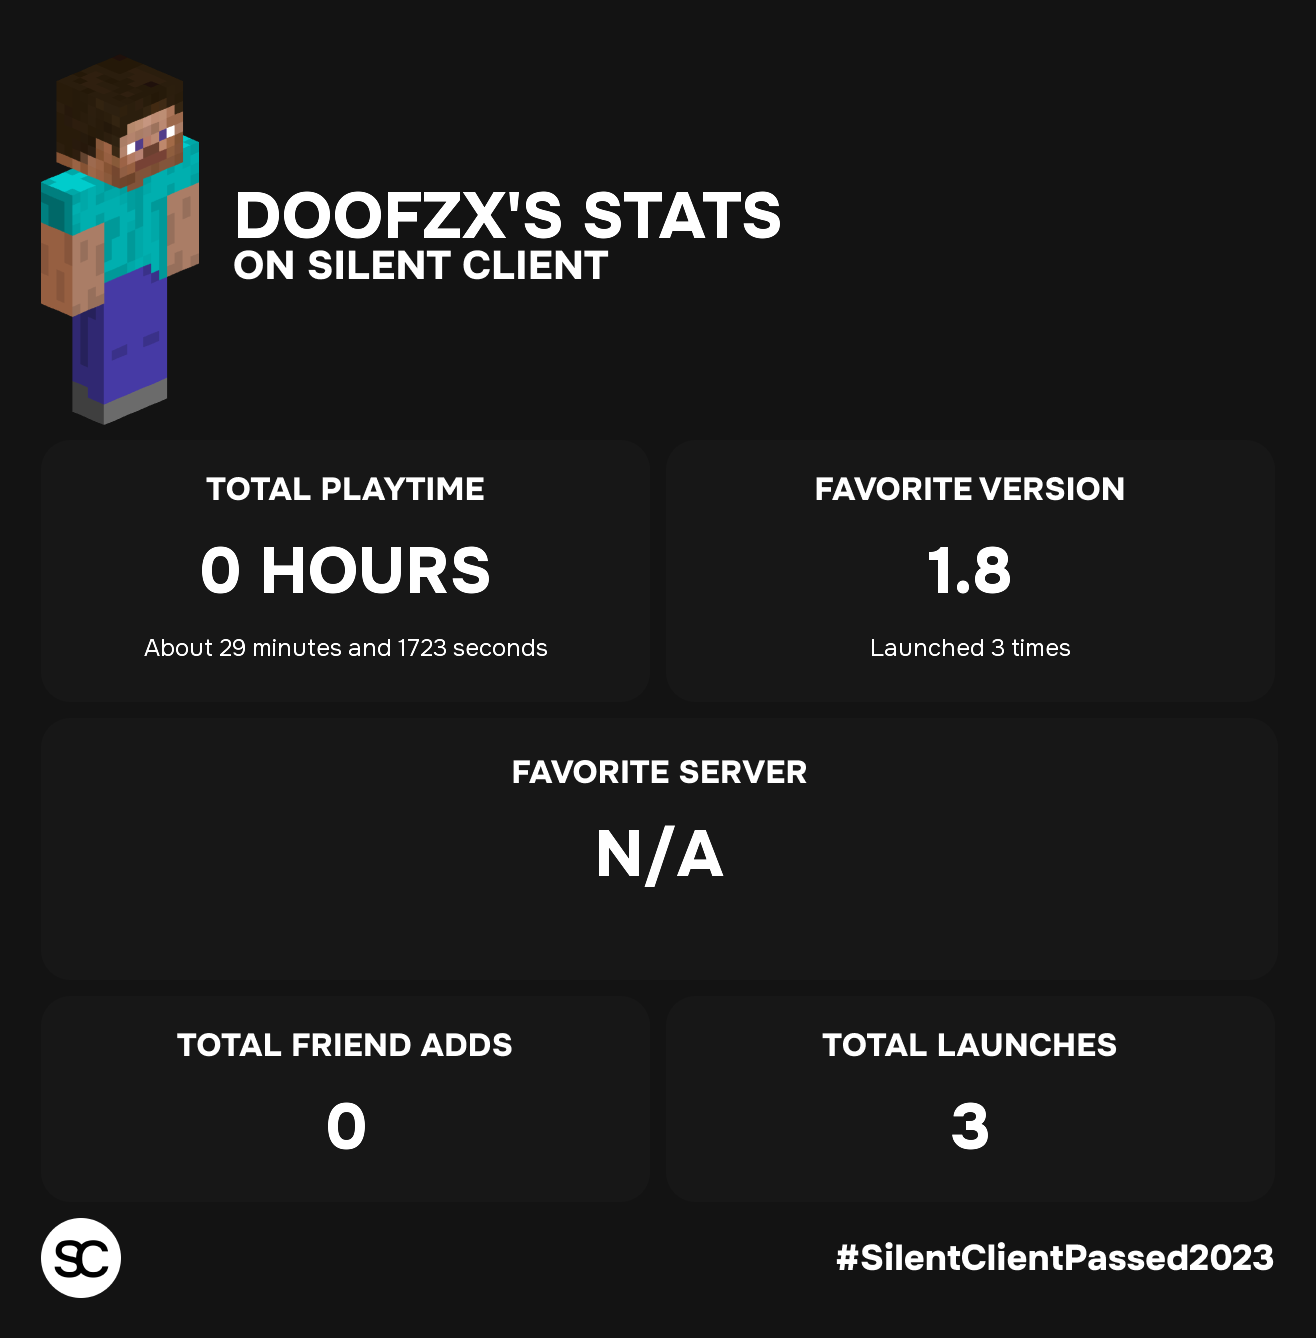 DOOFZX'S STATS
ON SILENT CLIENT
TOTAL PLAYTIME
0 HOURS
About 29 minutes and 1723 seconds
FAVORITE VERSION
1.8
Launched 3 times
FAVORITE SERVER
N/A
TOTAL FRIEND ADDS
0
TOTAL LAUNCHES
3
SC
#SilentClientPassed2023